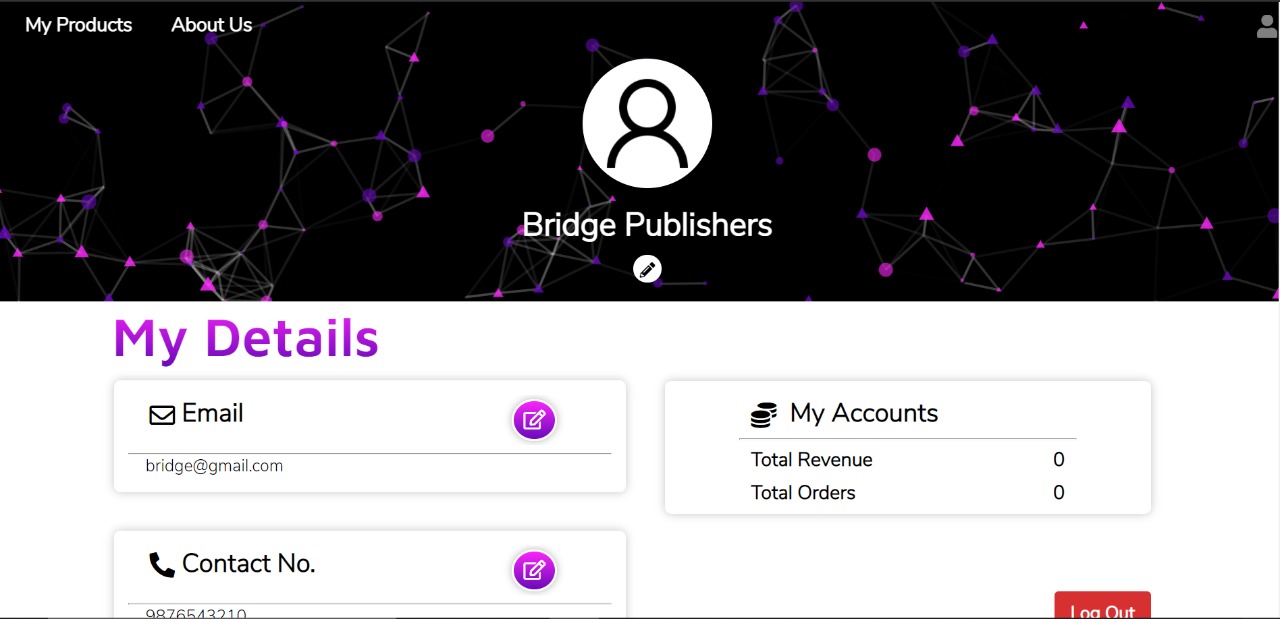 My Products About Us
Bridge Publishers
My Details
Email
bridge@gmail.com
My Accounts
Total Revenue 0
Total Orders 0
Contact No.
9876543210
Log Out